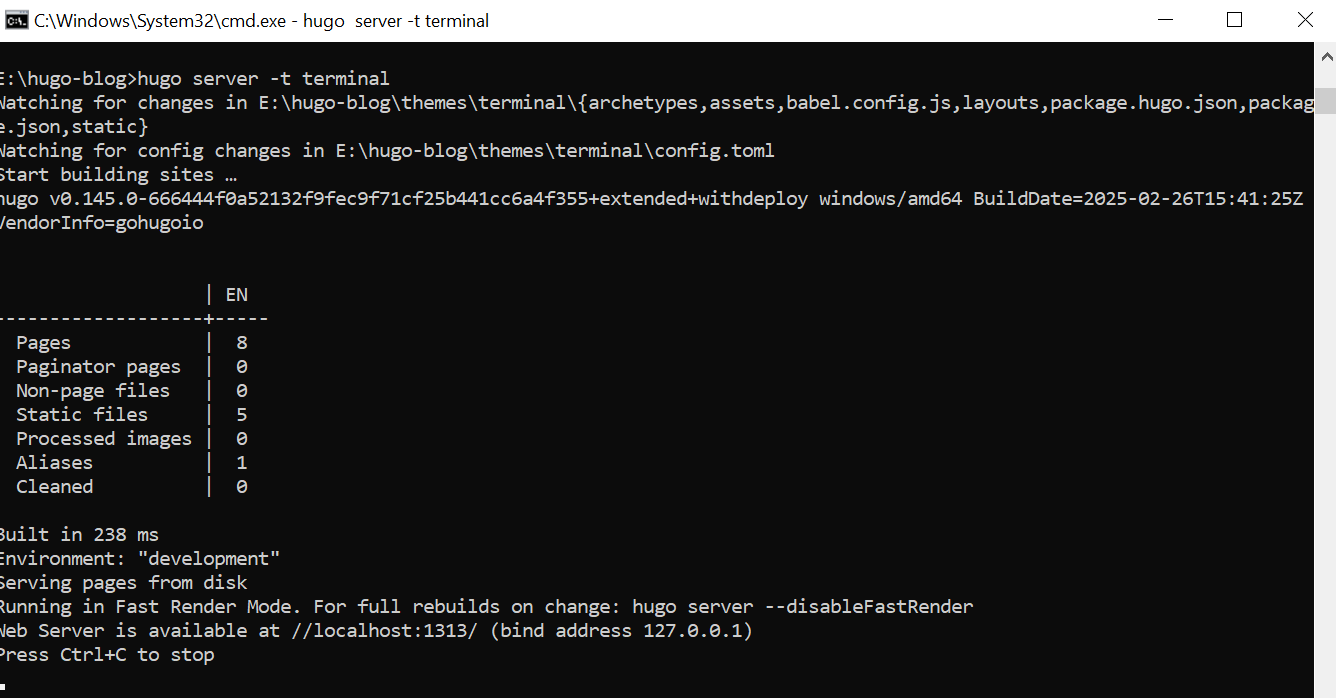 C:\Windows\System32\cmd.exe - hugo  server -t terminal
E:\hugo-blog>hugo server -t terminal
Watching for changes in E:\hugo-blog\themes\terminal\{archetypes,assets,babel.config.js,layouts,package.hugo.json,packag
e.json,static}
Watching for config changes in E:\hugo-blog\themes\terminal\config.toml
Start building sites …
hugo v0.145.0-666444f0a52132f9fec9f71cf25b441cc6a4f355+extended+withdeploy windows/amd64 BuildDate=2025-02-26T15:41:25Z
VendorInfo=gohugoio
                   | EN
-------------------+-----
  Pages            |  8
  Paginator pages  |  0
  Non-page files   |  0
  Static files     |  5
  Processed images |  0
  Aliases          |  1
  Cleaned          |  0
Built in 238 ms
Environment: "development"
Serving pages from disk
Running in Fast Render Mode. For full rebuilds on change: hugo server --disableFastRender
Web Server is available at //localhost:1313/ (bind address 127.0.0.1)
Press Ctrl+C to stop